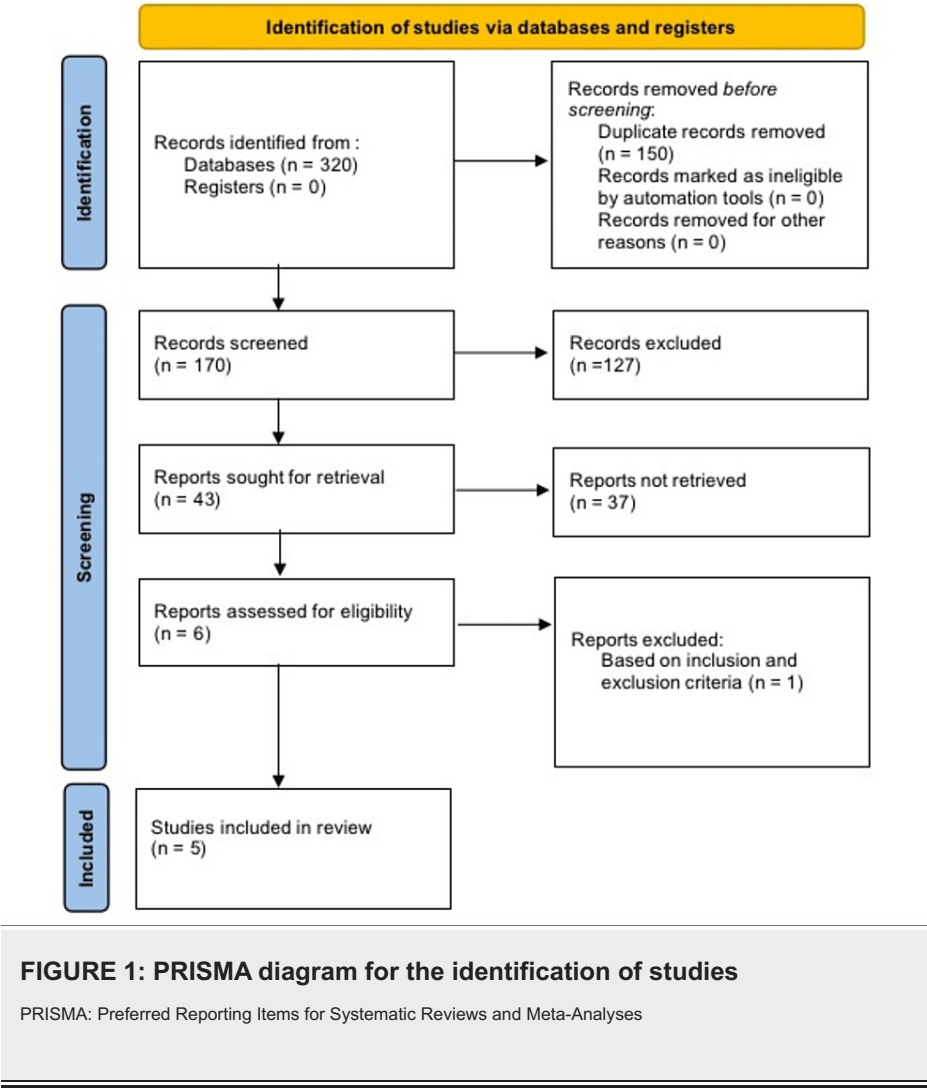 Identification of studies via databases and registers
Identification
Records identified from :
Databases (n = 320)
Registers (n = 0)
Records removed before
screening:
Duplicate records removed
(n = 150)
Records marked as ineligible
by automation tools (n = 0)
Records removed for other
reasons (n = 0)
Screening
Records screened
(n = 170)
Records excluded
(n =127)
Reports sought for retrieval
(n = 43)
Reports not retrieved
(n = 37)
Reports assessed for eligibility
(n = 6)
Reports excluded:
Based on inclusion and
exclusion criteria (n = 1)
Included
Studies included in review
(n = 5)
FIGURE 1: PRISMA diagram for the identification of studies
PRISMA: Preferred Reporting Items for Systematic Reviews and Meta-Analyses